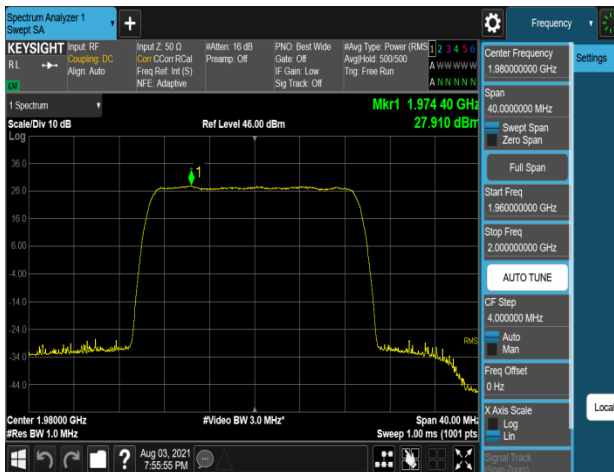 Spectrum Analyzer 1
Swept SA
+
Frequency
KEYSIGHT
RL
Input: RF
Coupling: DC
Align: Auto
Input Z: 50 Ω
Corr CCorr RCal
Freq Ref: Int (S)
NFE: Adaptive
#Atten: 16 dB
Preamp: Off
PNO: Best Wide
Gate: Off
IF Gain: Low
Sig Track: Off
#Avg Type: Power (RMS
Avg|Hold: 500/500
Trig: Free Run
1 2 3 4 5 6
A W W W W W
A N N N N N
1 Spectrum
Scale/Div 10 dB
Log
Ref Level 46.00 dBm
Mkr1 1.974 40 GHz
27.910 dBm
1
36.0
26.0
16.0
6.00
-4.00
-14.0
-24.0
-34.0
-44.0
RMS
Center 1.98000 GHz
#Res BW 1.0 MHz
#Video BW 3.0 MHz*
Span 40.00 MHz
Sweep 1.00 ms (1001 pts)
Aug 03, 2021
7:55:55 PM
?
Center Frequency
1.980000000 GHz
Span
40.0000000 MHz
Swept Span
Zero Span
Full Span
Start Freq
1.960000000 GHz
Stop Freq
2.000000000 GHz
AUTO TUNE
CF Step
4.000000 MHz
Auto
Man
Freq Offset
0 Hz
X Axis Scale
Log
Lin
Signal Track
(Span Zoom)
Settings
Local